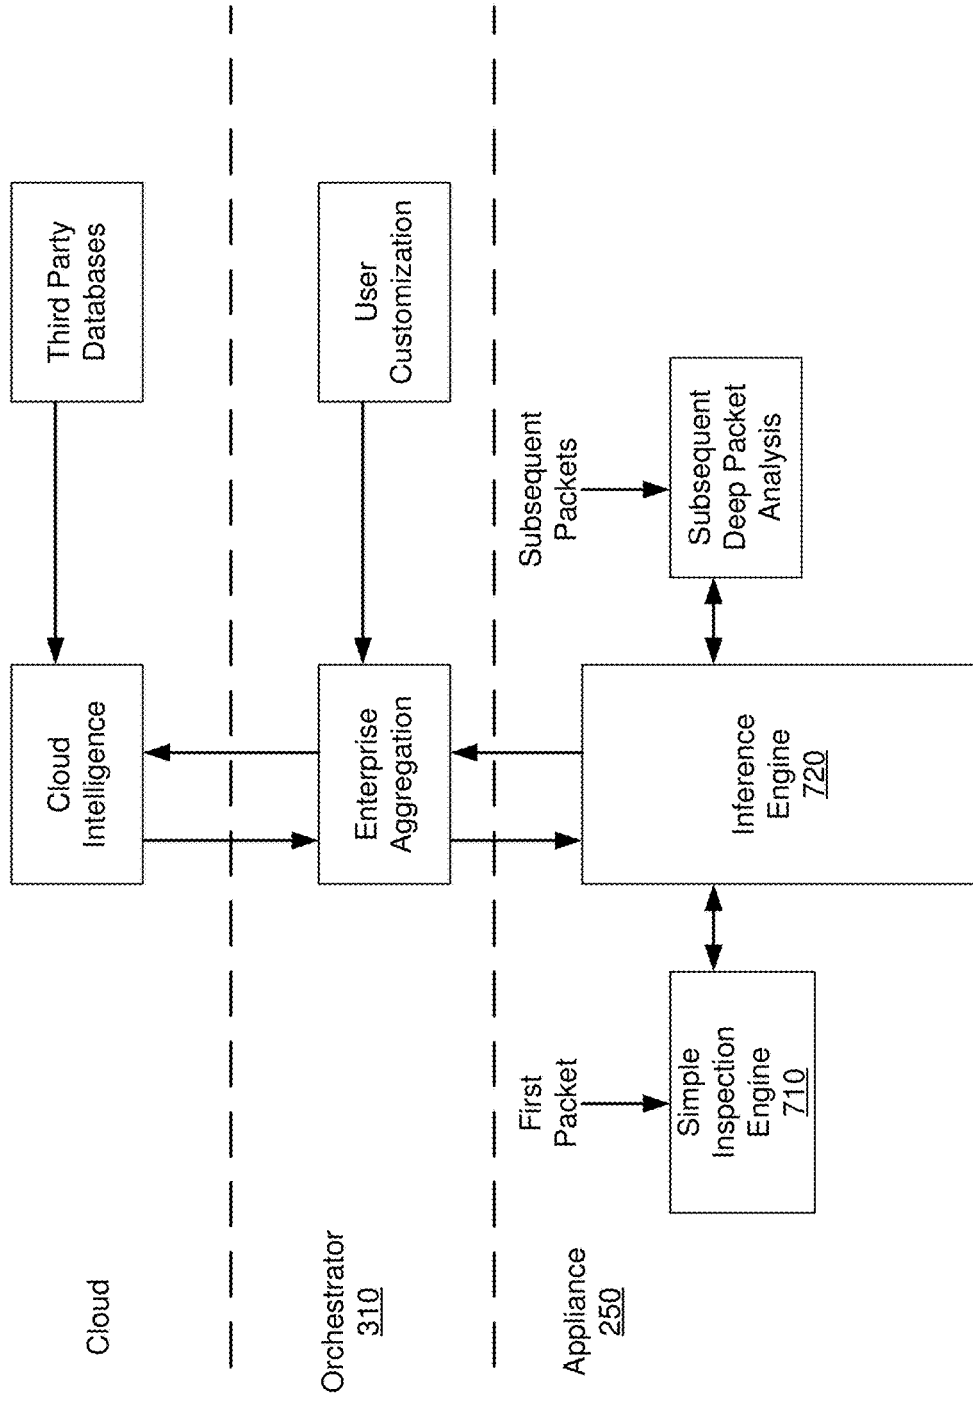 Cloud
Cloud
Intelligence
Third Party
Databases
Orchestrator
310
Enterprise
Aggregation
User
Customization
Appliance
250
First
Packet
Simple
Inspection
Engine
710
Inference
Engine
720
Subsequent
Packets
Subsequent
Deep Packet
Analysis